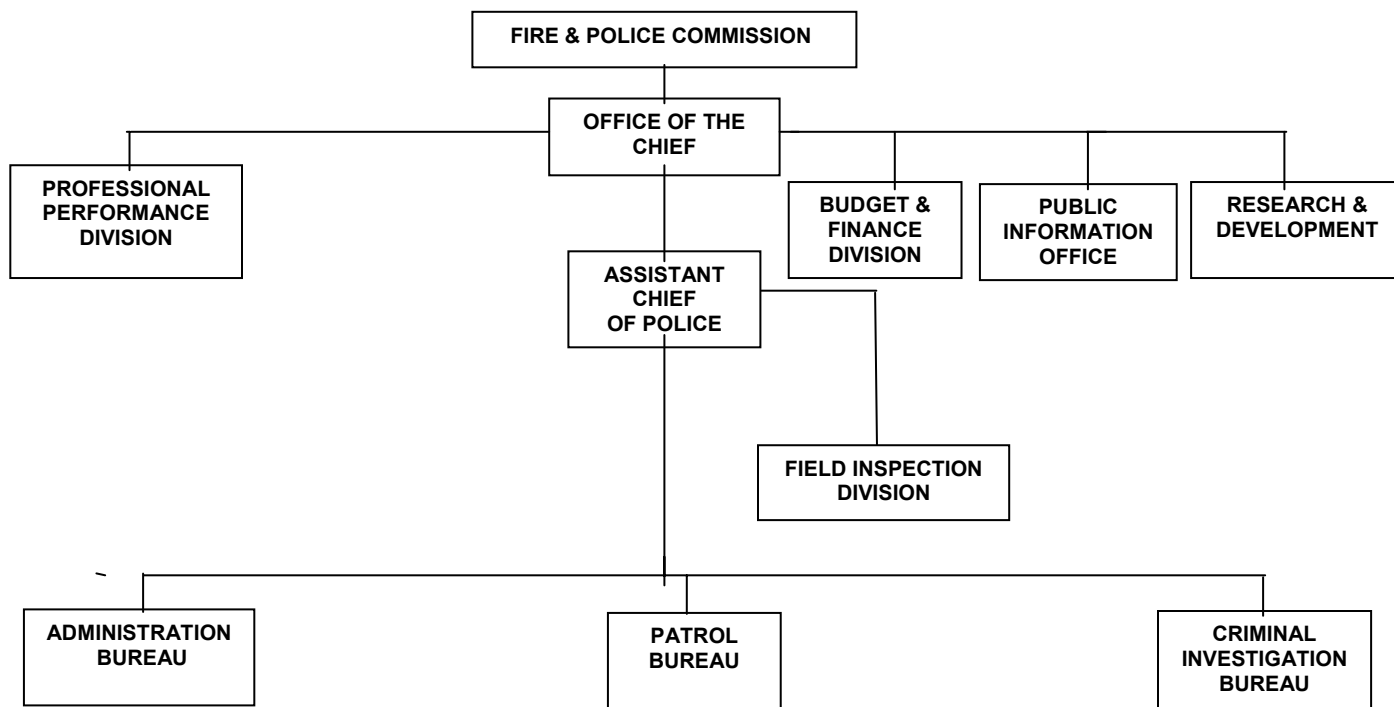 FIRE & POLICE COMMISSION
OFFICE OF THE
CHIEF
PROFESSIONAL
PERFORMANCE
DIVISION
BUDGET &
FINANCE
DIVISION
PUBLIC
INFORMATION
OFFICE
RESEARCH &
DEVELOPMENT
ASSISTANT
CHIEF
OF POLICE
FIELD INSPECTION
DIVISION
ADMINISTRATION
BUREAU
PATROL
BUREAU
CRIMINAL
INVESTIGATION
BUREAU